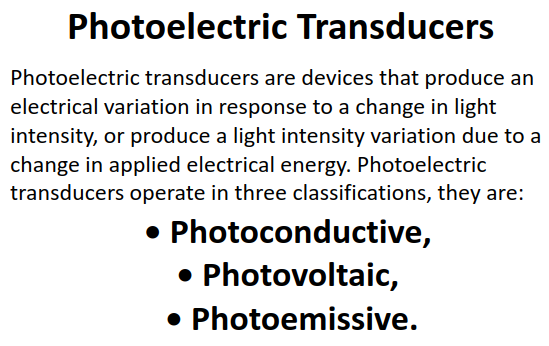 Photoelectric Transducers
Photoelectric transducers are devices that produce an
electrical variation in response to a change in light
intensity, or produce a light intensity variation due to a
change in applied electrical energy. Photoelectric
transducers operate in three classifications, they are:
• Photoconductive,
• Photovoltaic,
• Photoemissive.